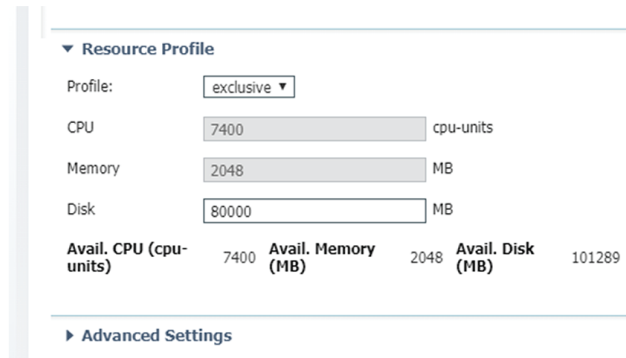 Resource Profile
Profile: exclusive
CPU 7400 cpu-units
Memory 2048 MB
Disk 80000 MB
Avail. CPU (cpu-units) 7400 Avail. Memory (MB) 2048 Avail. Disk (MB) 101289
Advanced Settings